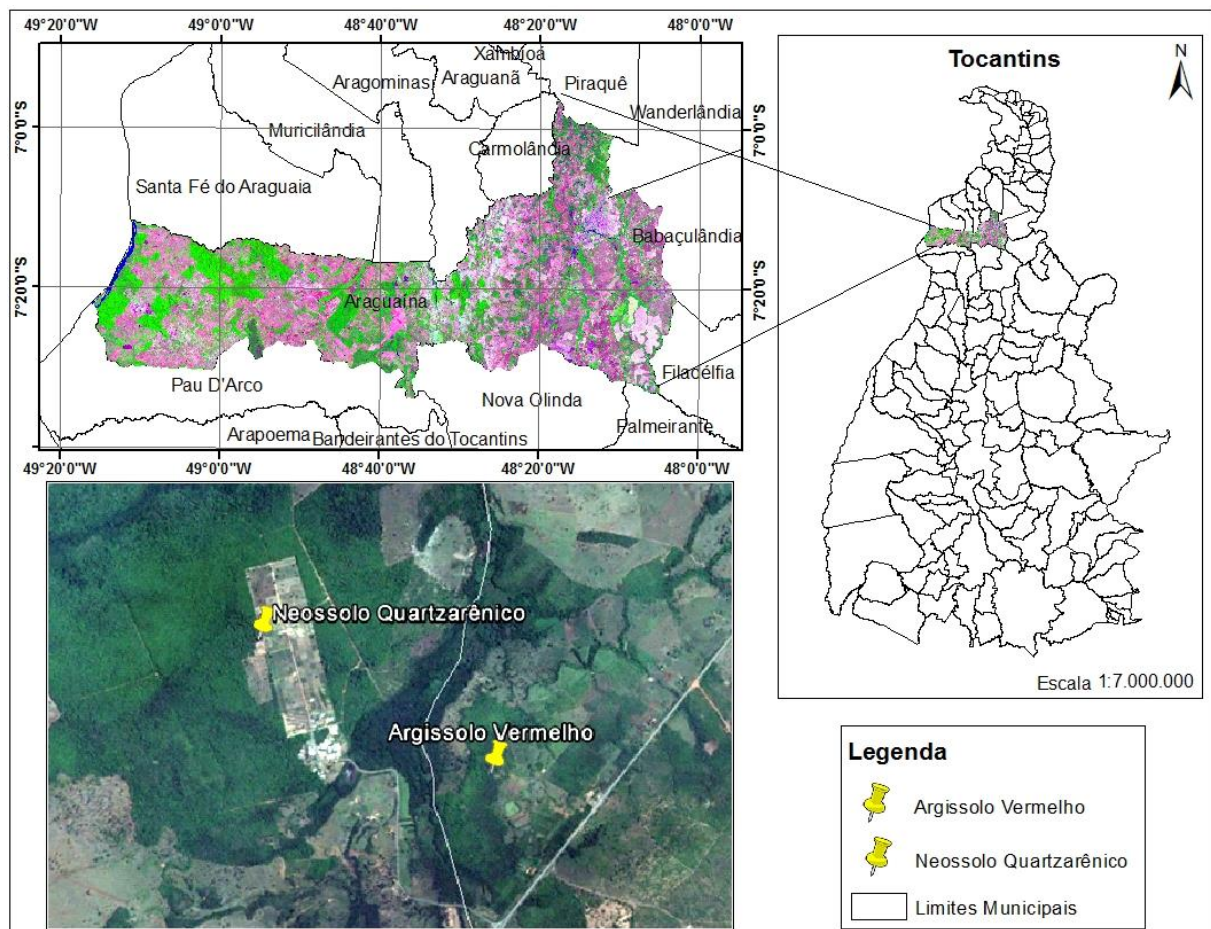 49°20'0"W
49°0'0"W
48°40'0"W
48°20'0"W
48°0'0"W
Xambioá
Aragominas
Araguanã
Piraquê
Wanderlândia
7°0'0"S
7°0'0"S
Muricilândia
Carmolândia
Santa Fé do Araguaia
Babaçulândia
7°20'0"S
7°20'0"S
Araguaína
Pau D'Arco
Nova Olinda
Filadélfia
Palmeirante
Arapoema
Bandeirantes do Tocantins
49°20'0"W
49°0'0"W
48°40'0"W
48°20'0"W
48°0'0"W
Tocantins
N
Escala 1:7.000.000
Neossolo Quartzarênico
Argissolo Vermelho
Legenda
Argissolo Vermelho
Neossolo Quartzarênico
Limites Municipais